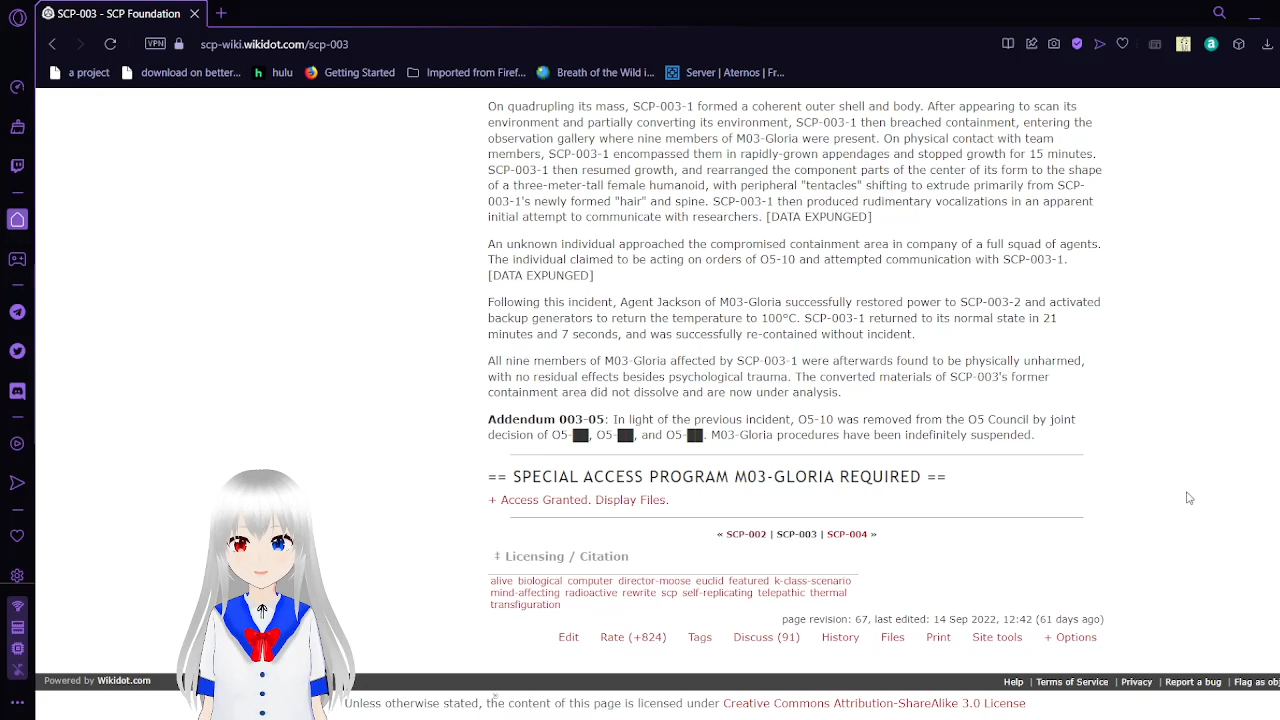 SCP-003 - SCP Foundation
VPN
scp-wiki.wikidot.com/scp-003
a project
download on better...
h hulu
Getting Started
Imported from Firef...
Breath of the Wild i...
Server | Aternos | Fr...
On quadrupling its mass, SCP-003-1 formed a coherent outer shell and body. After appearing to scan its
environment and partially converting its environment, SCP-003-1 then breached containment, entering the
observation gallery where nine members of M03-Gloria were present. On physical contact with team
members, SCP-003-1 encompassed them in rapidly-grown appendages and stopped growth for 15 minutes.
SCP-003-1 then resumed growth, and rearranged the component parts of the center of its form to the shape
of a three-meter-tall female humanoid, with peripheral "tentacles" shifting to extrude primarily from SCP-
003-1's newly formed "hair" and spine. SCP-003-1 then produced rudimentary vocalizations in an apparent
initial attempt to communicate with researchers. [DATA EXPUNGED]
An unknown individual approached the compromised containment area in company of a full squad of agents.
The individual claimed to be acting on orders of O5-10 and attempted communication with SCP-003-1.
[DATA EXPUNGED]
Following this incident, Agent Jackson of M03-Gloria successfully restored power to SCP-003-2 and activated
backup generators to return the temperature to 100°C. SCP-003-1 returned to its normal state in 21
minutes and 7 seconds, and was successfully re-contained without incident.
All nine members of M03-Gloria affected by SCP-003-1 were afterwards found to be physically unharmed,
with no residual effects besides psychological trauma. The converted materials of SCP-003's former
containment area did not dissolve and are now under analysis.
Addendum 003-05: In light of the previous incident, O5-10 was removed from the O5 Council by joint
decision of O5-██, O5-██, and O5-██. M03-Gloria procedures have been indefinitely suspended.
== SPECIAL ACCESS PROGRAM M03-GLORIA REQUIRED ==
+ Access Granted. Display Files.
« SCP-002 | SCP-003 | SCP-004 »
‡ Licensing / Citation
alive biological computer director-moose euclid featured k-class-scenario
mind-affecting radioactive rewrite scp self-replicating telepathic thermal
transfiguration
page revision: 67, last edited: 14 Sep 2022, 12:42 (61 days ago)
Edit Rate (+824) Tags Discuss (91) History Files Print Site tools + Options
Powered by Wikidot.com
Help | Terms of Service | Privacy | Report a bug | Flag as obj
Unless otherwise stated, the content of this page is licensed under Creative Commons Attribution-ShareAlike 3.0 License